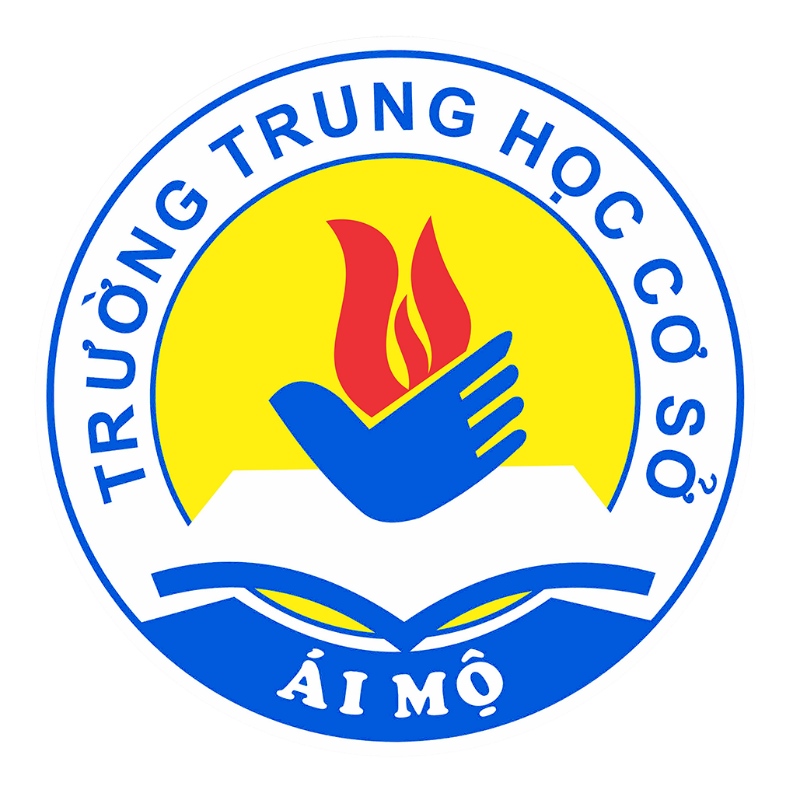 TRƯỜNG TRUNG HỌC CƠ SỞ
ÁI MỘ